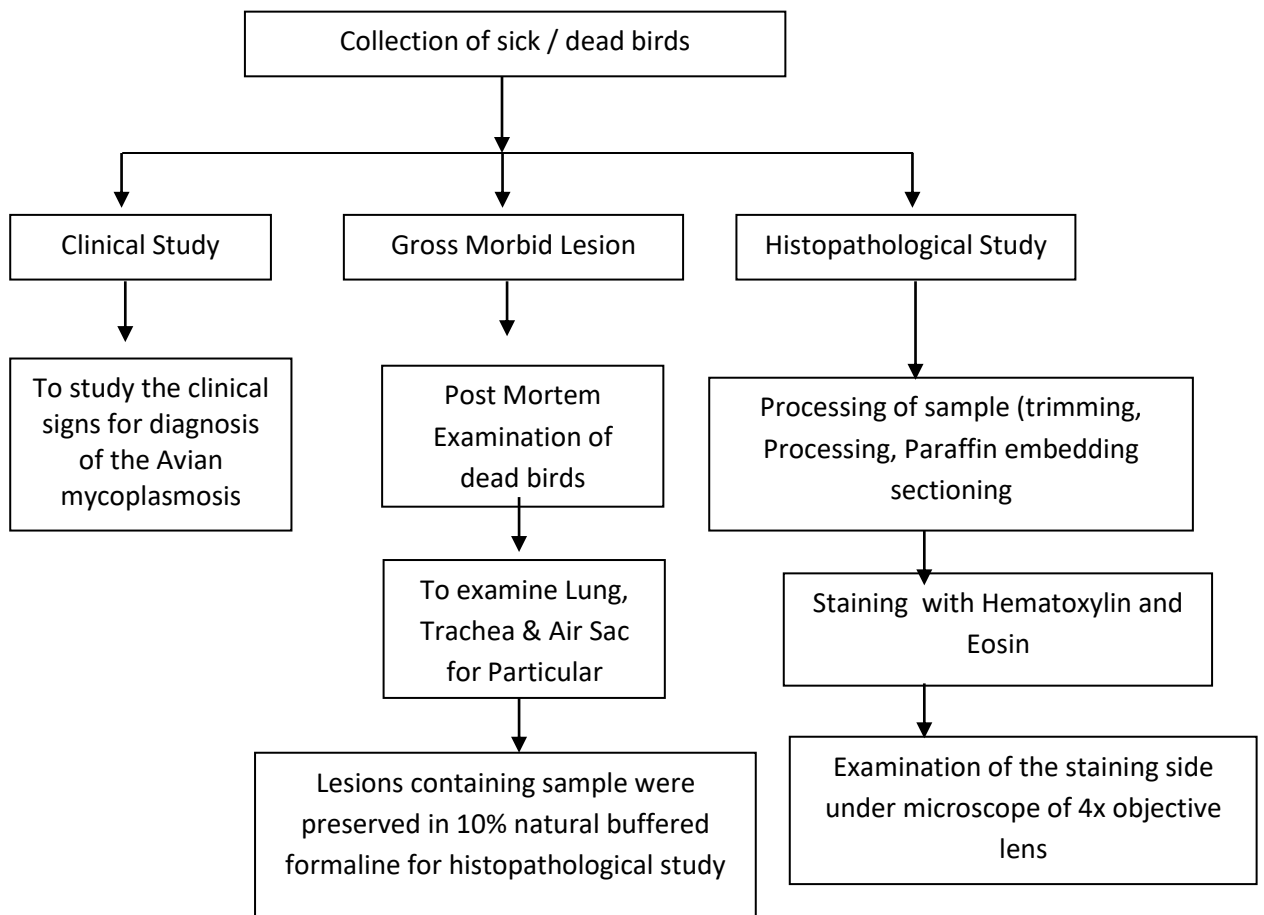 Collection of sick / dead birds
Clinical Study
Gross Morbid Lesion
Histopathological Study
To study the clinical
signs for diagnosis
of the Avian
mycoplasmosis
Post Mortem
Examination of
dead birds
Processing of sample (trimming,
Processing, Paraffin embedding
sectioning
To examine Lung,
Trachea & Air Sac
for Particular
Staining with Hematoxylin and
Eosin
Lesions containing sample were
preserved in 10% natural buffered
formaline for histopathological study
Examination of the staining side
under microscope of 4x objective
lens